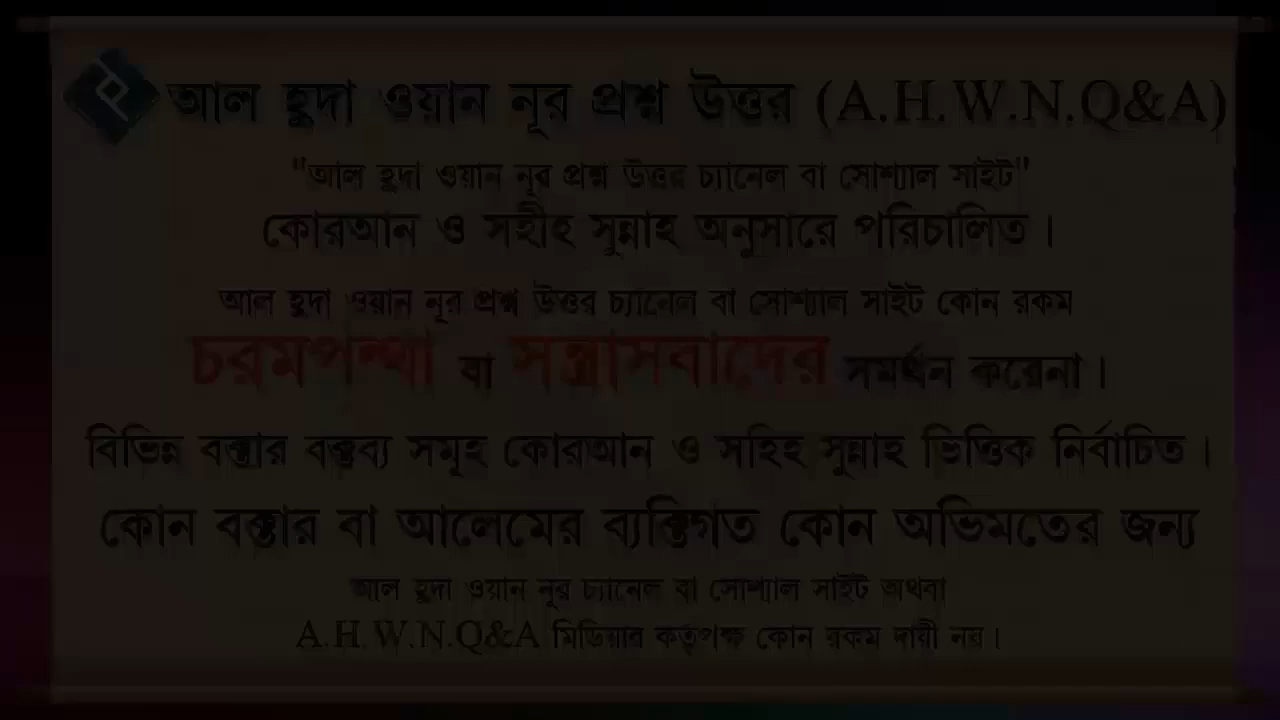 আল হুদা ওয়ান নূর প্রশ্ন উত্তর (A.H.W.N.Q&A)
"আল হুদা ওয়ান নূর প্রশ্ন উত্তর চ্যানেল বা সোশ্যাল সাইট"
কোরআন ও সহীহ সুন্নাহ অনুসারে পরিচালিত।
আল হুদা ওয়ান নূর প্রশ্ন উত্তর চ্যানেল বা সোশ্যাল সাইট কোন রকম
চরমপন্থা বা সন্ত্রাসবাদের সমর্থন করেনা।
বিভিন্ন বক্তার বক্তব্য সমূহ কোরআন ও সহিহ সুন্নাহ ভিত্তিক নির্বাচিত।
কোন বক্তার বা আলেমের ব্যক্তিগত কোন অভিমতের জন্য
আল হুদা ওয়ান নূর চ্যানেল বা সোশ্যাল সাইট অথবা
A.H.W.N.Q&A মিডিয়ার কর্তৃপক্ষ কোন রকম দায়ী নয়।